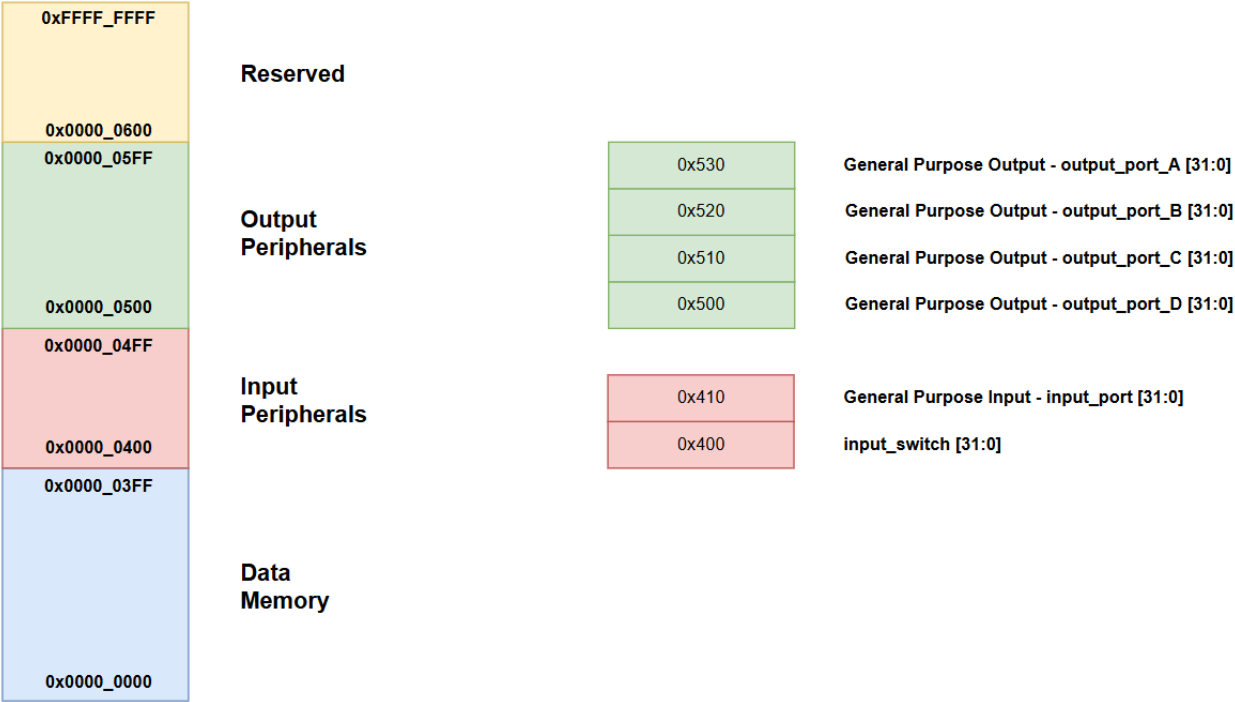 0xFFFF_FFFF
Reserved
0x0000_0600
0x0000_05FF
Output
Peripherals
0x0000_0500
0x0000_04FF
Input
Peripherals
0x0000_0400
0x0000_03FF
Data
Memory
0x0000_0000
0x530 General Purpose Output - output_port_A [31:0]
0x520 General Purpose Output - output_port_B [31:0]
0x510 General Purpose Output - output_port_C [31:0]
0x500 General Purpose Output - output_port_D [31:0]
0x410 General Purpose Input - input_port [31:0]
0x400 input_switch [31:0]